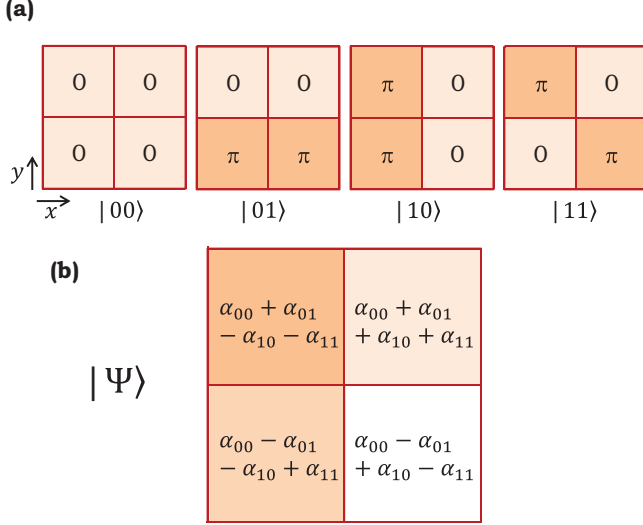 (a)
0 0 0 0 π 0 π 0
0 0 π π π 0 0 π
y
x |00⟩ |01⟩ |10⟩ |11⟩
(b)
α₀₀ + α₀₁ α₀₀ + α₀₁
− α₁₀ − α₁₁ + α₁₀ + α₁₁
|Ψ⟩
α₀₀ − α₀₁ α₀₀ − α₀₁
− α₁₀ + α₁₁ + α₁₀ − α₁₁